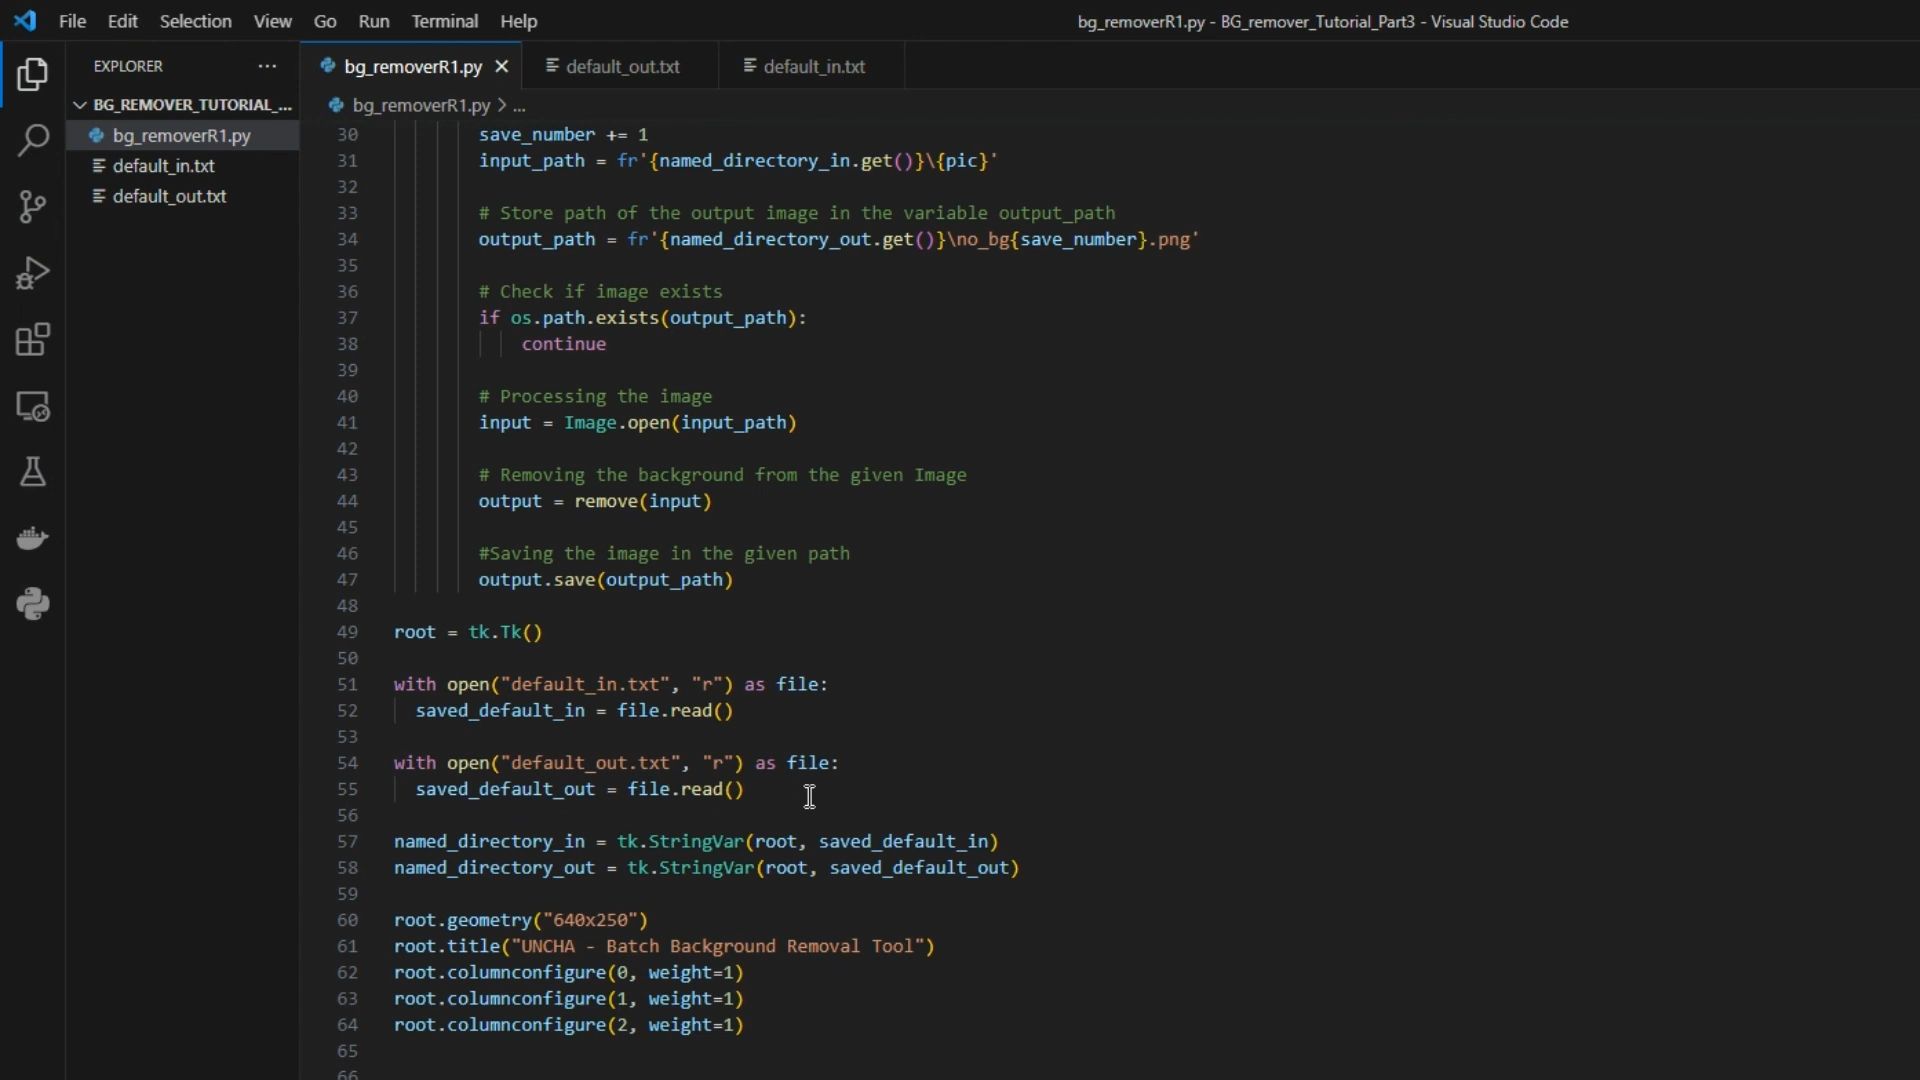 File Edit Selection View Go Run Terminal Help
bg_removerR1.py - BG_remover_Tutorial_Part3 - Visual Studio Code
EXPLORER ...
BG_REMOVER_TUTORIAL_...
bg_removerR1.py
default_in.txt
default_out.txt
bg_removerR1.py default_out.txt default_in.txt
bg_removerR1.py > ...
30 save_number += 1
31 input_path = fr'{named_directory_in.get()}\{pic}'
32
33 # Store path of the output image in the variable output_path
34 output_path = fr'{named_directory_out.get()}\no_bg{save_number}.png'
35
36 # Check if image exists
37 if os.path.exists(output_path):
38 continue
39
40 # Processing the image
41 input = Image.open(input_path)
42
43 # Removing the background from the given Image
44 output = remove(input)
45
46 #Saving the image in the given path
47 output.save(output_path)
48
49 root = tk.Tk()
50
51 with open("default_in.txt", "r") as file:
52 saved_default_in = file.read()
53
54 with open("default_out.txt", "r") as file:
55 saved_default_out = file.read()
56
57 named_directory_in = tk.StringVar(root, saved_default_in)
58 named_directory_out = tk.StringVar(root, saved_default_out)
59
60 root.geometry("640x250")
61 root.title("UNCHA - Batch Background Removal Tool")
62 root.columnconfigure(0, weight=1)
63 root.columnconfigure(1, weight=1)
64 root.columnconfigure(2, weight=1)
65
66